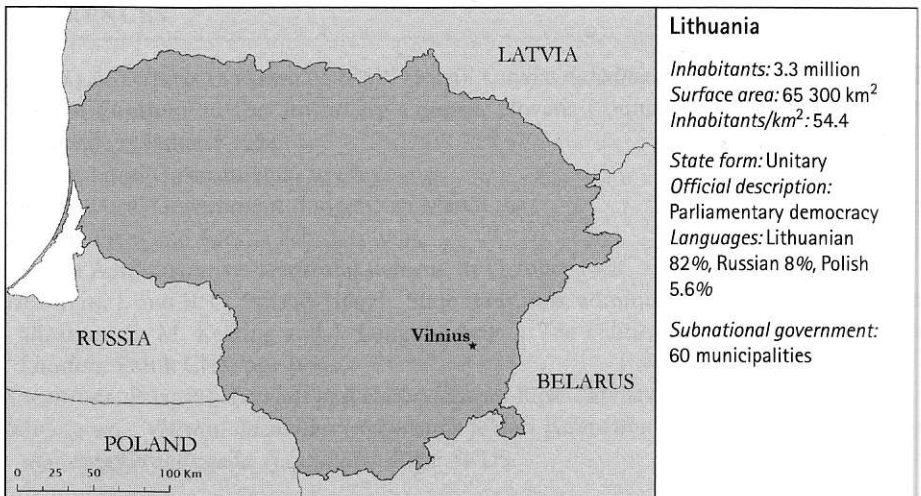 LATVIA
RUSSIA
Vilnius
BELARUS
POLAND
0 25 50 100 Km
Lithuania
Inhabitants: 3.3 million
Surface area: 65 300 km²
Inhabitants/km²: 54.4
State form: Unitary
Official description:
Parliamentary democracy
Languages: Lithuanian
82%, Russian 8%, Polish
5.6%
Subnational government:
60 municipalities